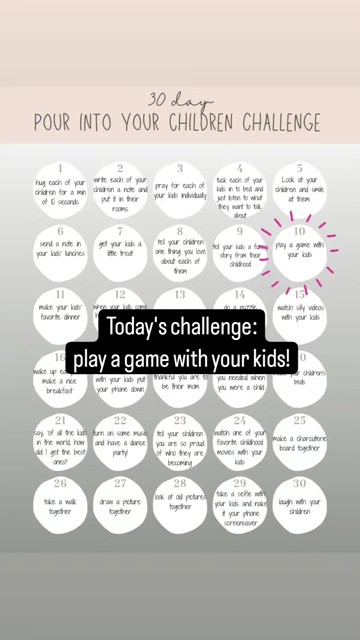 30 day
POUR INTO YOUR CHILDREN CHALLENGE
1
hug each of your
children for a min
of 10 seconds
2
write each of your
children a note and
put it in their
rooms
3
pray for each of
your kids individually
4
tuck each of your
kids in to bed and
just listen to what
they want to talk
about
5
Look at your
children and smile
at them.
6
send a note in
your kids' lunches
7
get your kids a
little treat
8
tell your children
one thing you love
about each of
them
9
tell your kids a funny
story from their
childhood
10
play a game with
your kids
11
make your kids'
favorite dinner
12
when your kids come
13
14
do a puzzle
15
watch silly videos
with your kids
Today's challenge:
play a game with your kids!
16
wake up
make a nice
breakfast
with your kids put
your phone down
thankful you are to
be their mom
you needed when
you were a child
children's
beds
21
say, 'of all the kids
in the world, how
did I get the best
ones?'
22
turn on some music
and have a dance
party!
23
tell your children
you are so proud
of who they are
becoming
24
watch one of your
favorite childhood
movies with your
kids
25
make a charcuterie
board together
26
take a walk
together
27
draw a picture
together
28
look at old pictures
together
29
take a selfie with
your kids and make
it your phone
screensaver
30
laugh with your
children